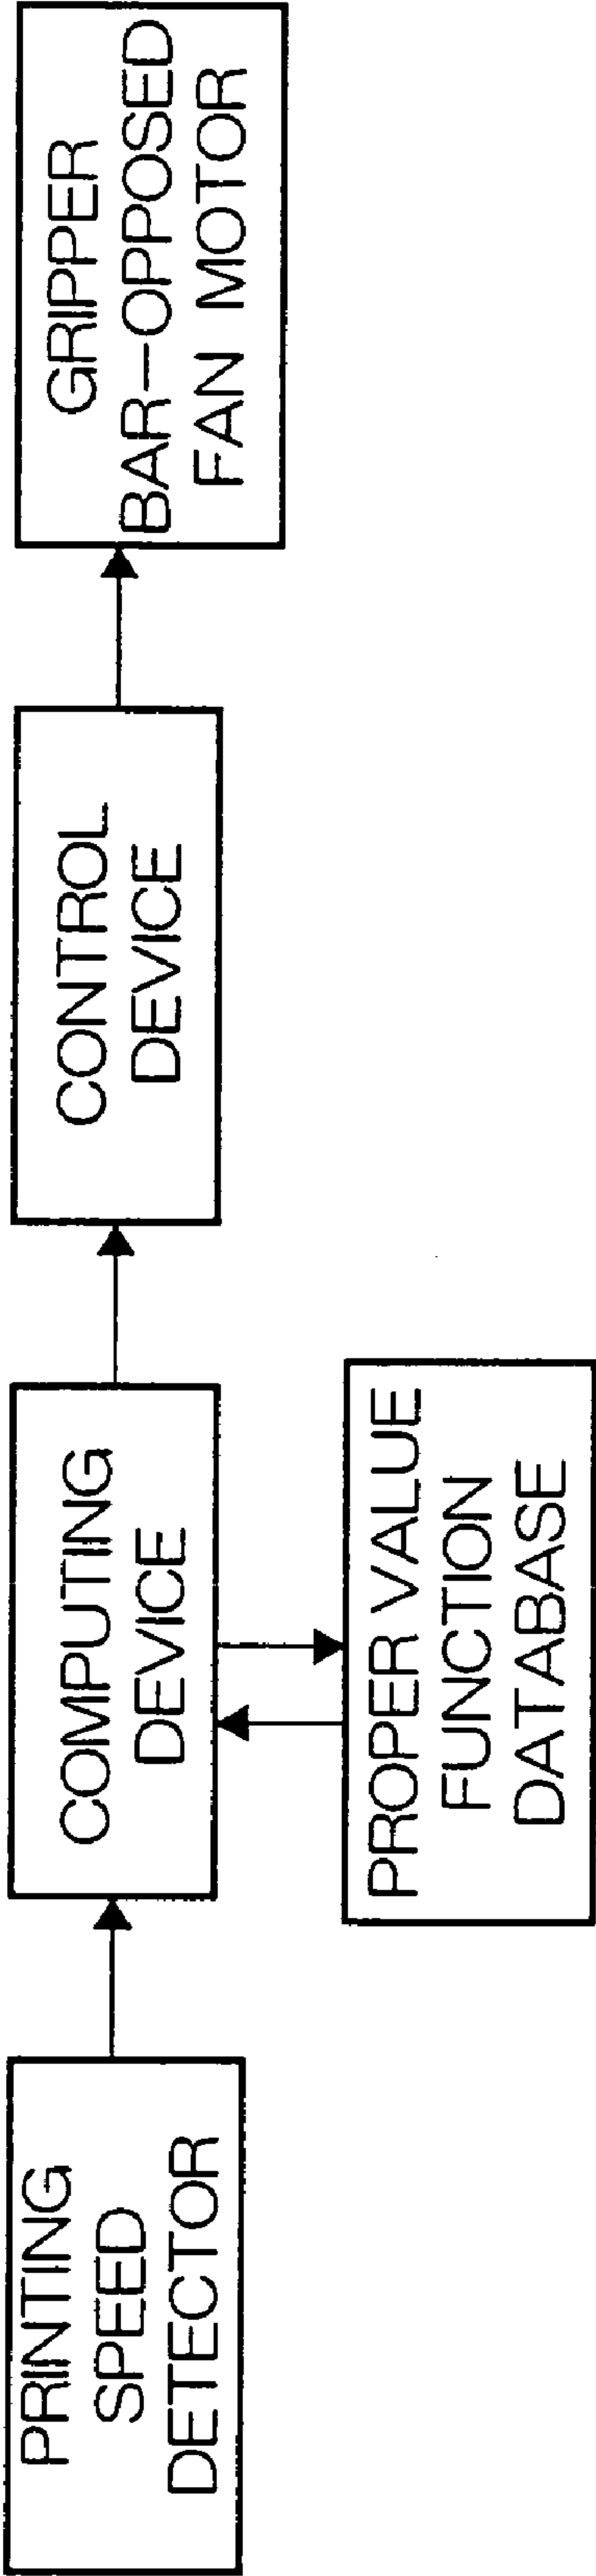 PRINTING
SPEED
DETECTOR
COMPUTING
DEVICE
PROPER VALUE
FUNCTION
DATABASE
CONTROL
DEVICE
GRIPPER
BAR-OPPOSED
FAN MOTOR